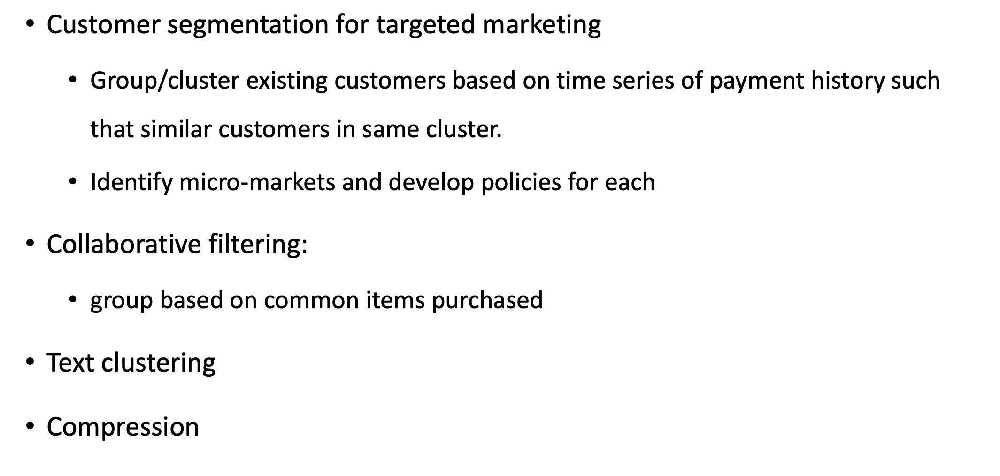 • Customer segmentation for targeted marketing
• Group/cluster existing customers based on time series of payment history such
that similar customers in same cluster.
• Identify micro-markets and develop policies for each
• Collaborative filtering:
• group based on common items purchased
• Text clustering
• Compression